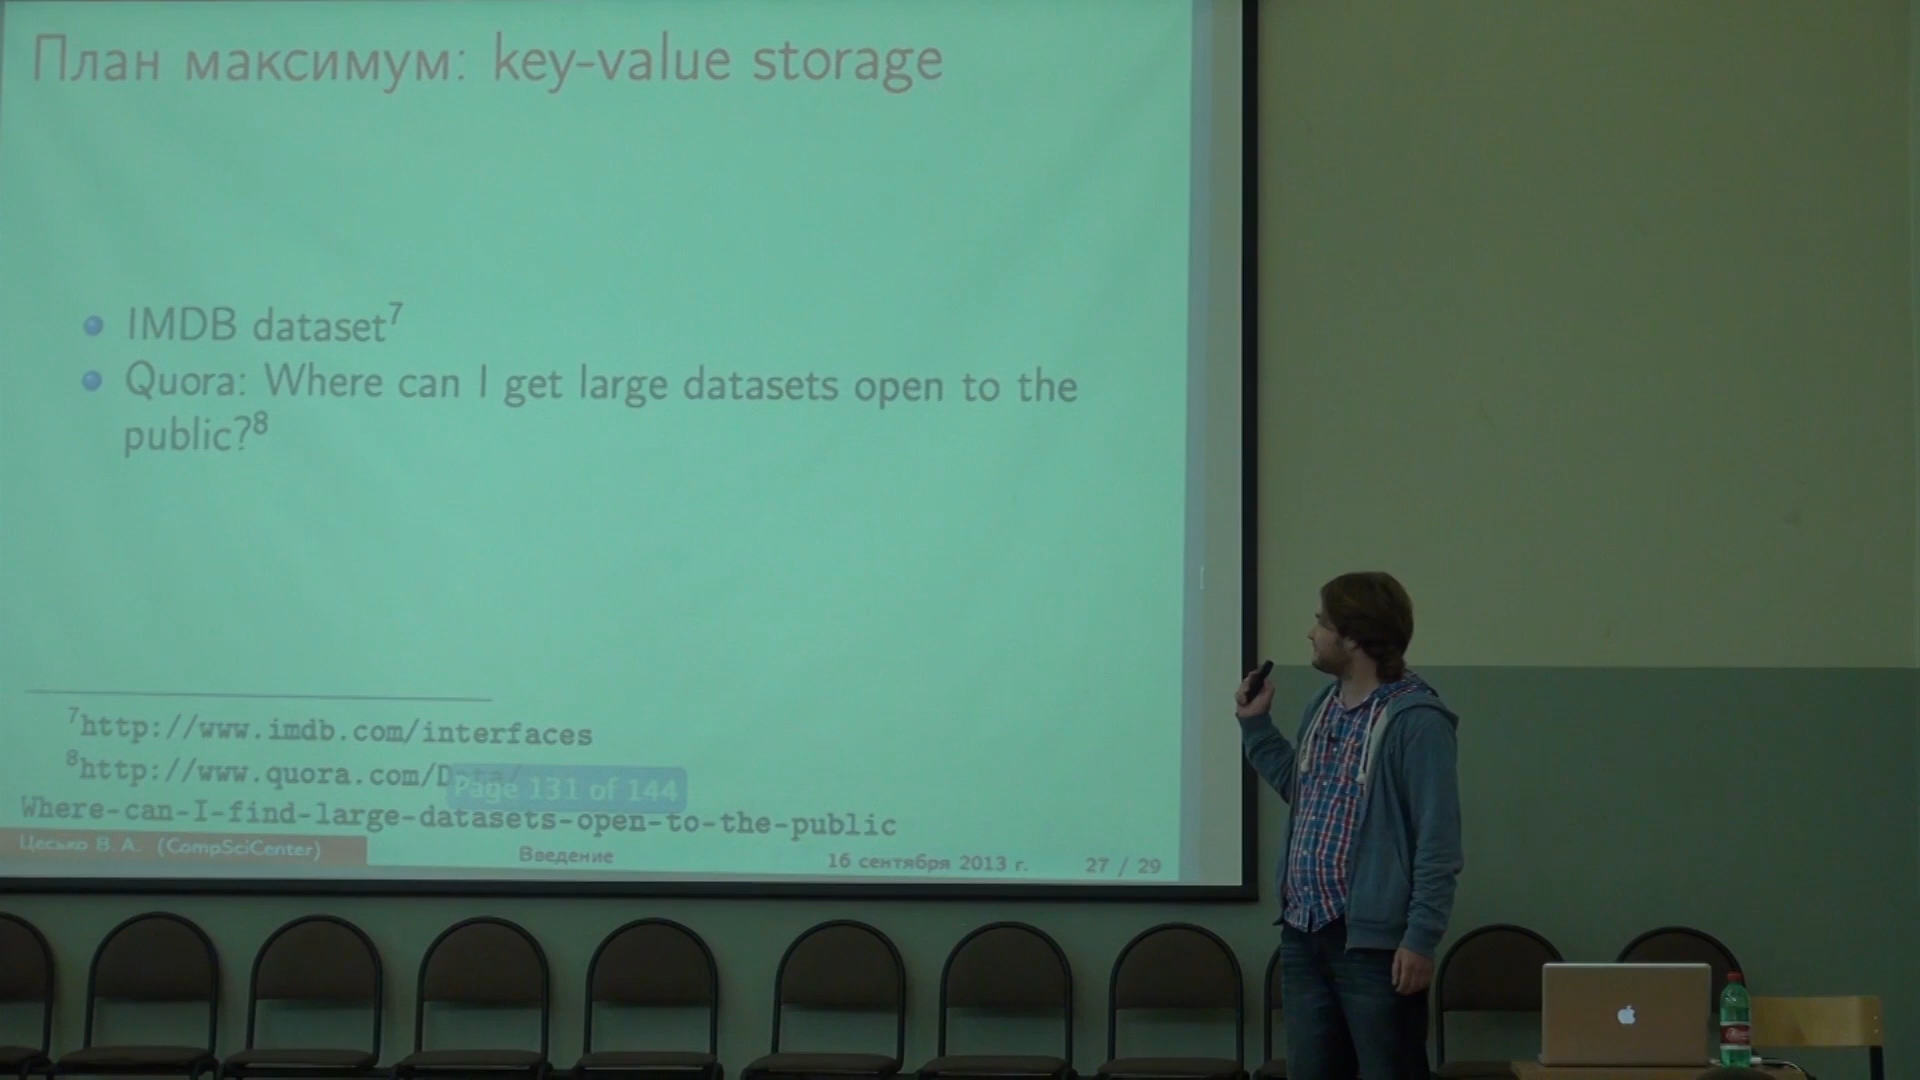 План максимум: key-value storage
IMDB dataset⁷
Quora: Where can I get large datasets open to the
public?⁸
⁷http://www.imdb.com/interfaces
⁸http://www.quora.com/Data/
Page 131 of 144
Where-can-I-find-large-datasets-open-to-the-public
Цесько В. А. (CompSciCenter)
Введение
16 сентября 2013 г.
27 / 29